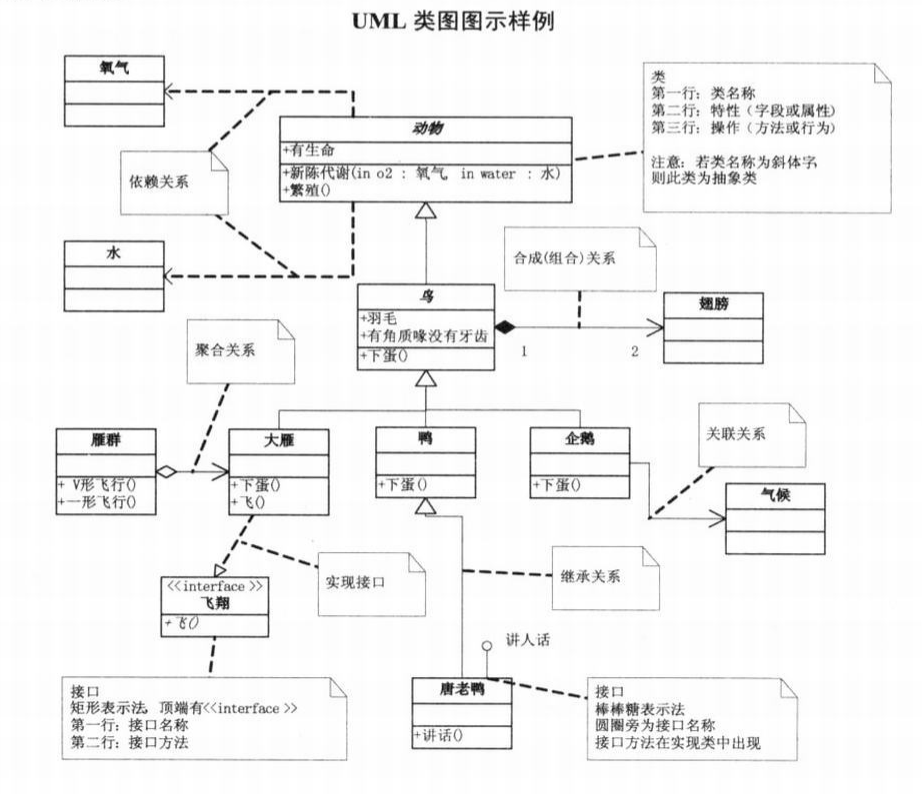 UML 类图图示样例
氧气
类
第一行：类名称
第二行：特性（字段或属性）
第三行：操作（方法或行为）
注意：若类名称为斜体字
则此类为抽象类
动物
+有生命
+新陈代谢(in o2 : 氧气, in water : 水)
+繁殖()
依赖关系
水
合成(组合)关系
鸟
+羽毛
+有角质喙没有牙齿
+下蛋()
1
2
翅膀
聚合关系
雁群
+ V形飞行()
+一形飞行()
大雁
+下蛋()
+飞()
鸭
+下蛋()
企鹅
+下蛋()
关联关系
气候
实现接口
继承关系
<<interface >>
飞翔
+飞()
讲人话
接口
矩形表示法，顶端有<<interface >>
第一行：接口名称
第二行：接口方法
唐老鸭
+讲话()
接口
棒棒糖表示法
圆圈旁为接口名称
接口方法在实现类中出现